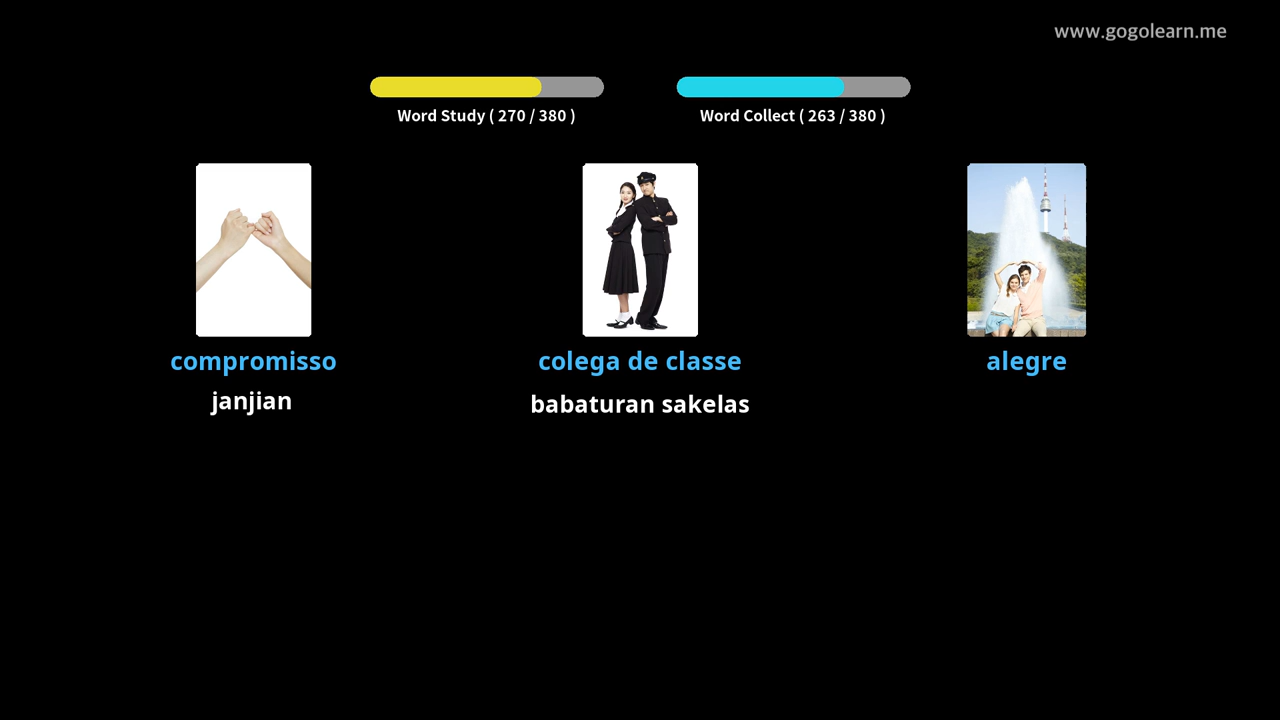 www.gogolearn.me
Word Study ( 270 / 380 )
Word Collect ( 263 / 380 )
compromisso
janjian
colega de classe
babaturan sakelas
alegre